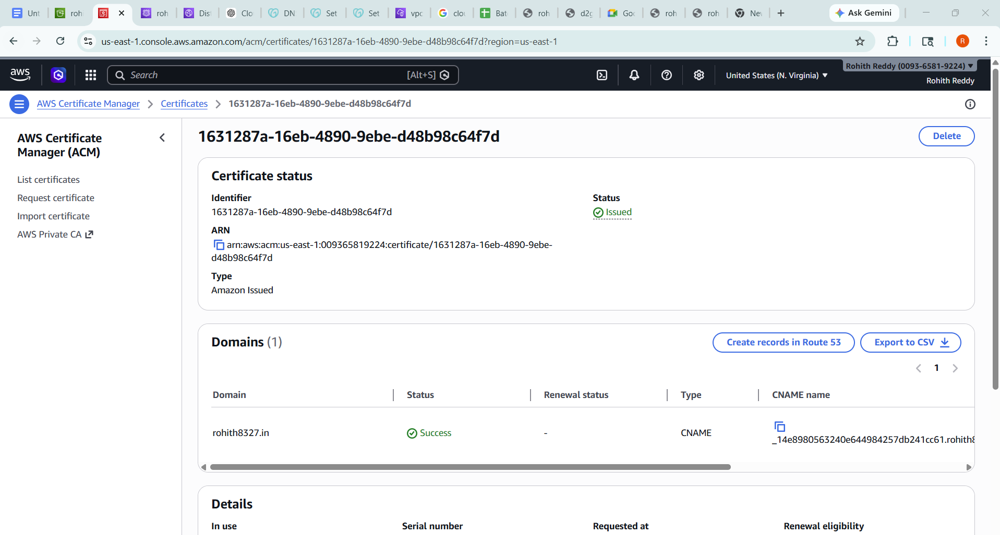 Unt
rohi
roh
Dist
Clo
DN
Set
Set
vpc
clou
Bat
roh
d2g
Goo
roh
roh
Nev
Ask Gemini
us-east-1.console.aws.amazon.com/acm/certificates/1631287a-16eb-4890-9ebe-d48b98c64f7d?region=us-east-1
R
aws
Search
[Alt+S]
United States (N. Virginia)
Rohith Reddy (0093-6581-9224)
Rohith Reddy
AWS Certificate Manager
Certificates
1631287a-16eb-4890-9ebe-d48b98c64f7d
AWS Certificate
Manager (ACM)
List certificates
Request certificate
Import certificate
AWS Private CA
1631287a-16eb-4890-9ebe-d48b98c64f7d
Delete
Certificate status
Identifier
1631287a-16eb-4890-9ebe-d48b98c64f7d
Status
Issued
ARN
arn:aws:acm:us-east-1:009365819224:certificate/1631287a-16eb-4890-9ebe-
d48b98c64f7d
Type
Amazon Issued
Domains (1)
Create records in Route 53
Export to CSV
1
Domain
Status
Renewal status
Type
CNAME name
rohith8327.in
Success
-
CNAME
_14e8980563240e644984257db241cc61.rohith8
Details
In use
Serial number
Requested at
Renewal eligibility